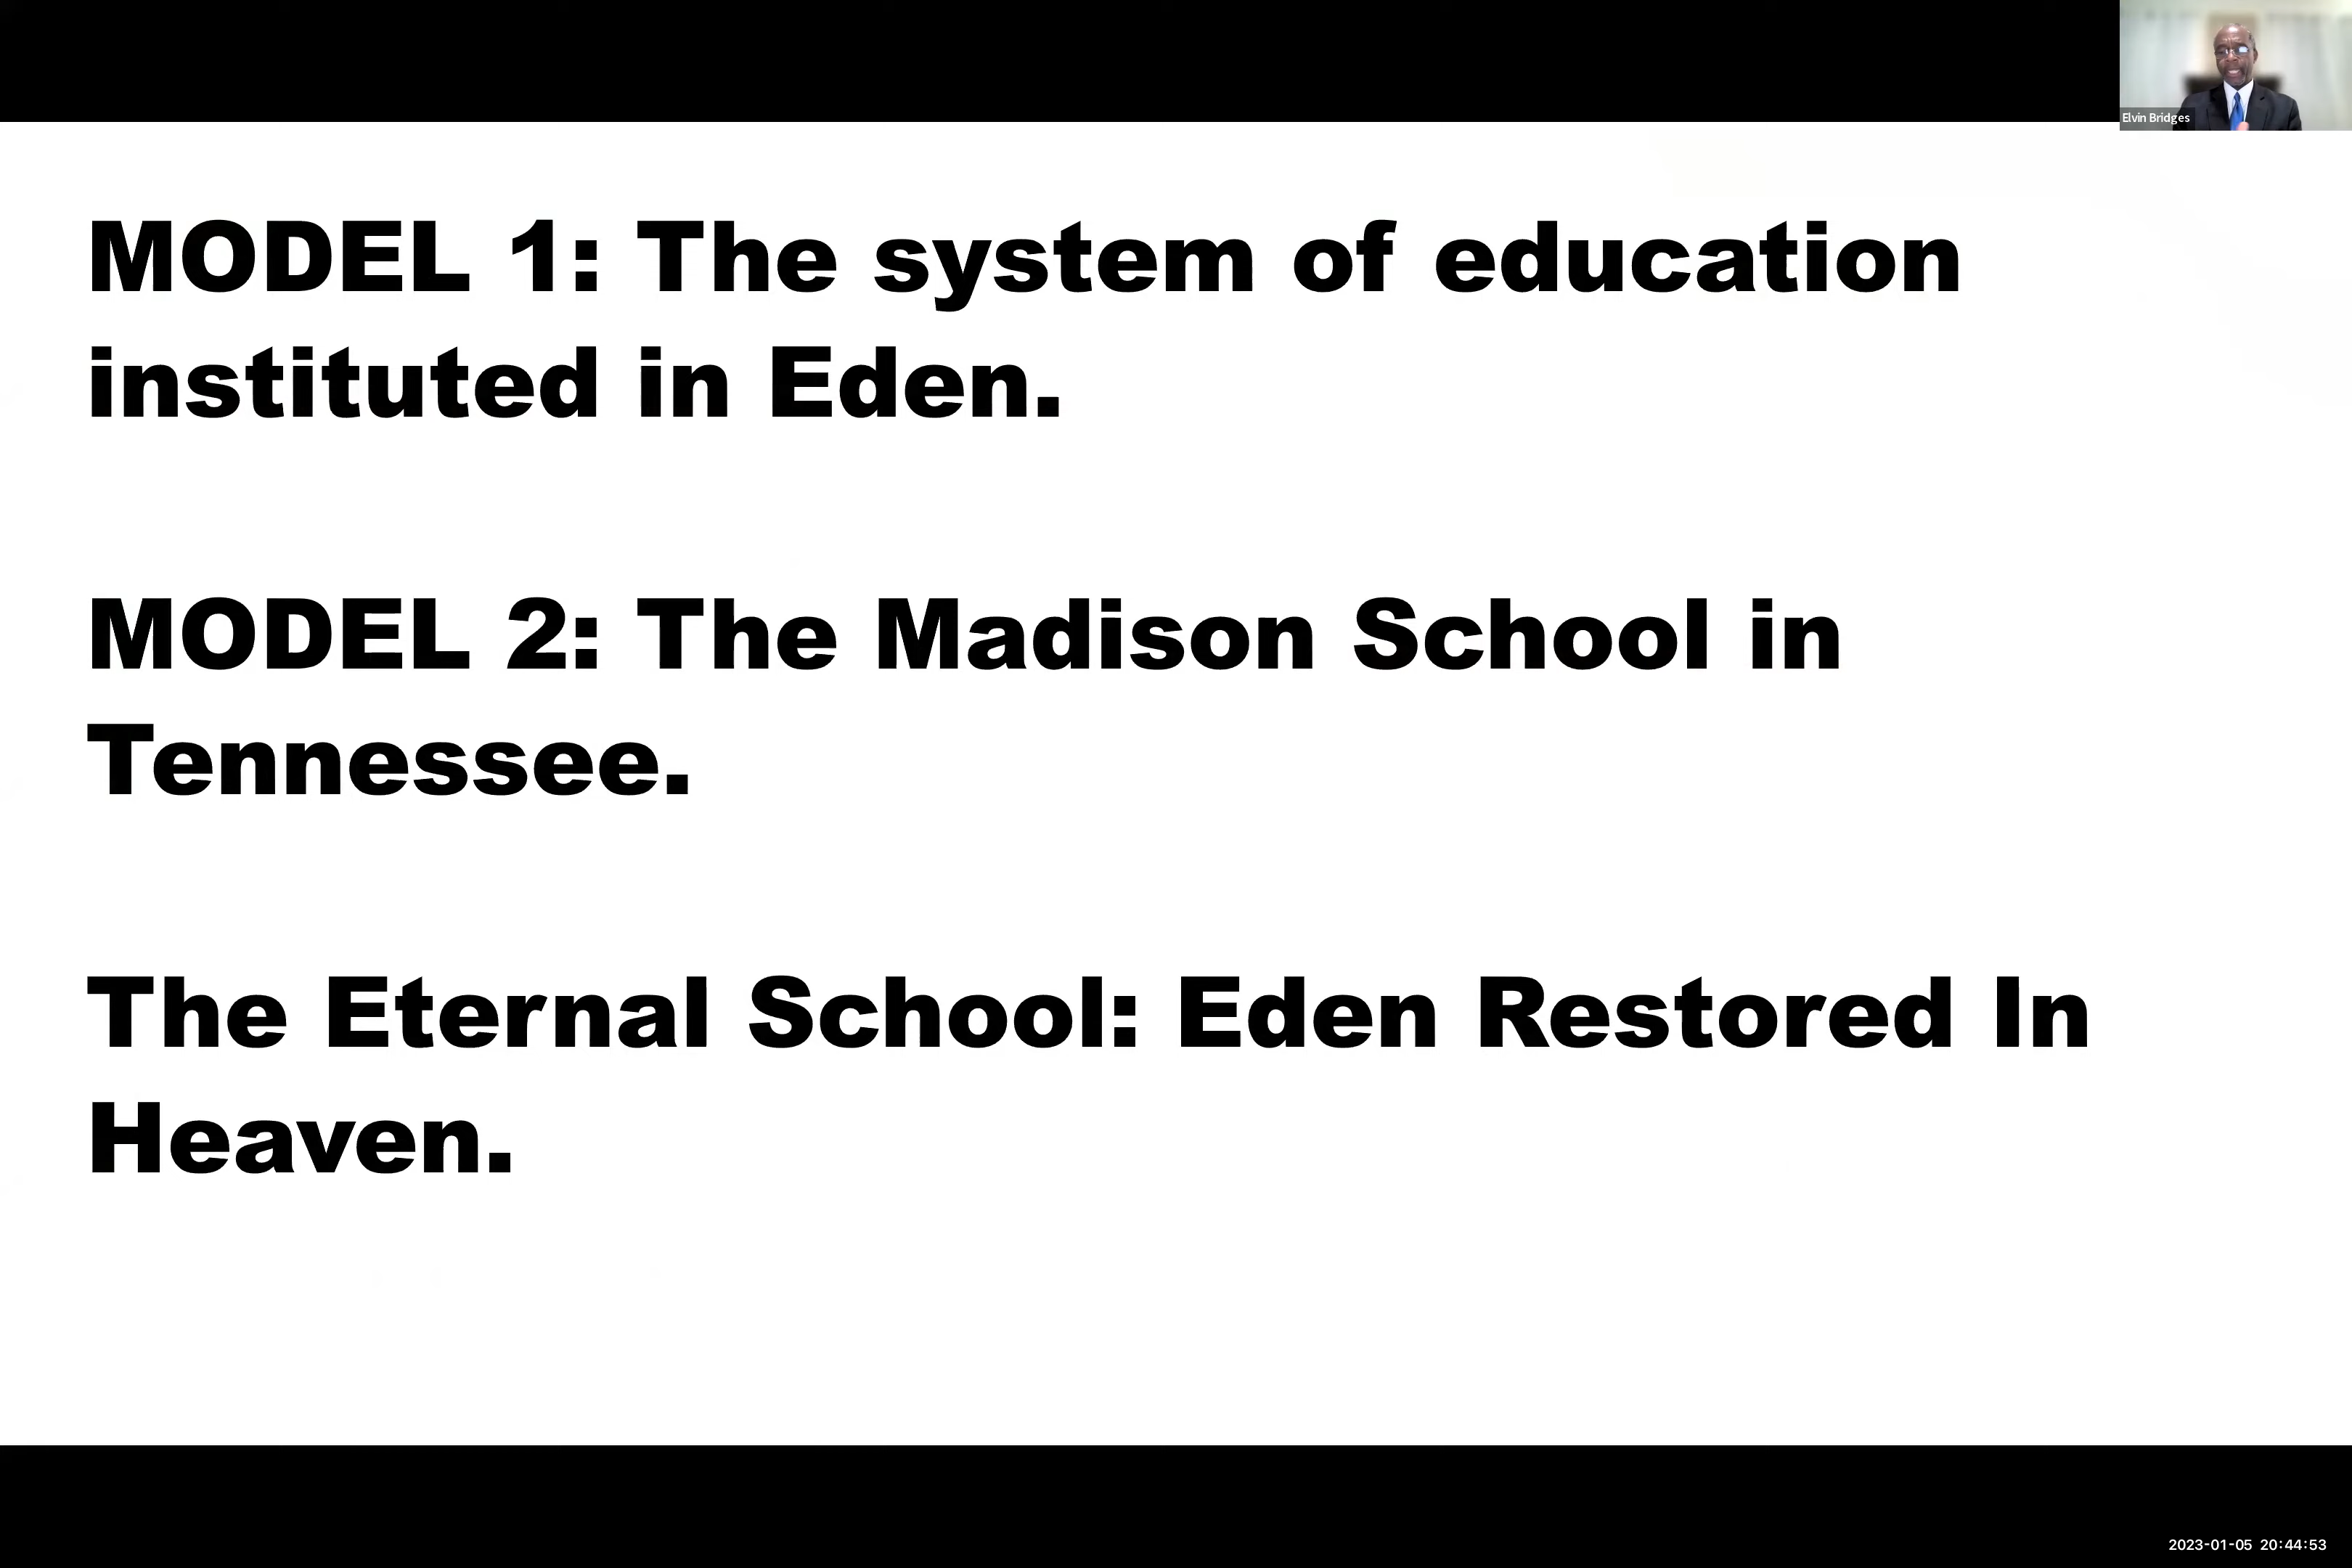 Elvin Bridges
MODEL 1: The system of education
instituted in Eden.
MODEL 2: The Madison School in
Tennessee.
The Eternal School: Eden Restored In
Heaven.
2023-01-05 20:44:53